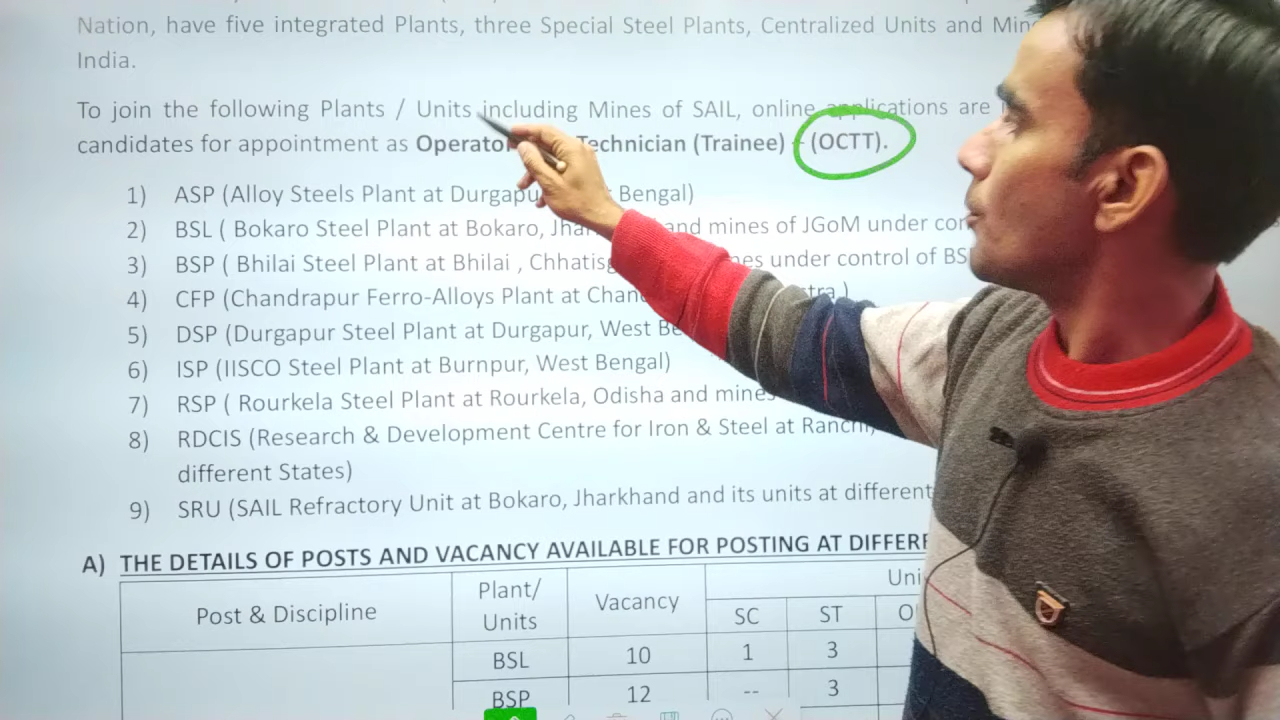 Nation, have five integrated Plants, three Special Steel Plants, Centralized Units and
India.
To join the following Plants / Units including Mines of SAIL, online applications are
candidates for appointment as Technician (Trainee) - (OCTT).
1) ASP (Alloy Steels Plant at Bengal)
2) BSL ( Bokaro Steel Plant at Bokaro, and mines of JGoM under
3) BSP ( Bhilai Steel Plant at Bhilai , under control of
4) CFP (Chandrapur Ferro-Alloys Plant at )
5) DSP (Durgapur Steel Plant at Durgapur, West
6) ISP (IISCO Steel Plant at Burnpur, West Bengal)
7) RSP ( Rourkela Steel Plant at Rourkela, Odisha and mines
8) RDCIS (Research & Development Centre for Iron & Steel at Ranchi,
different States)
9) SRU (SAIL Refractory Unit at Bokaro, Jharkhand and its units at different
A) THE DETAILS OF POSTS AND VACANCY AVAILABLE FOR POSTING AT
Post & Discipline Plant/ Units Vacancy
SC ST
BSL 10 1 3
BSP 12 -- 3